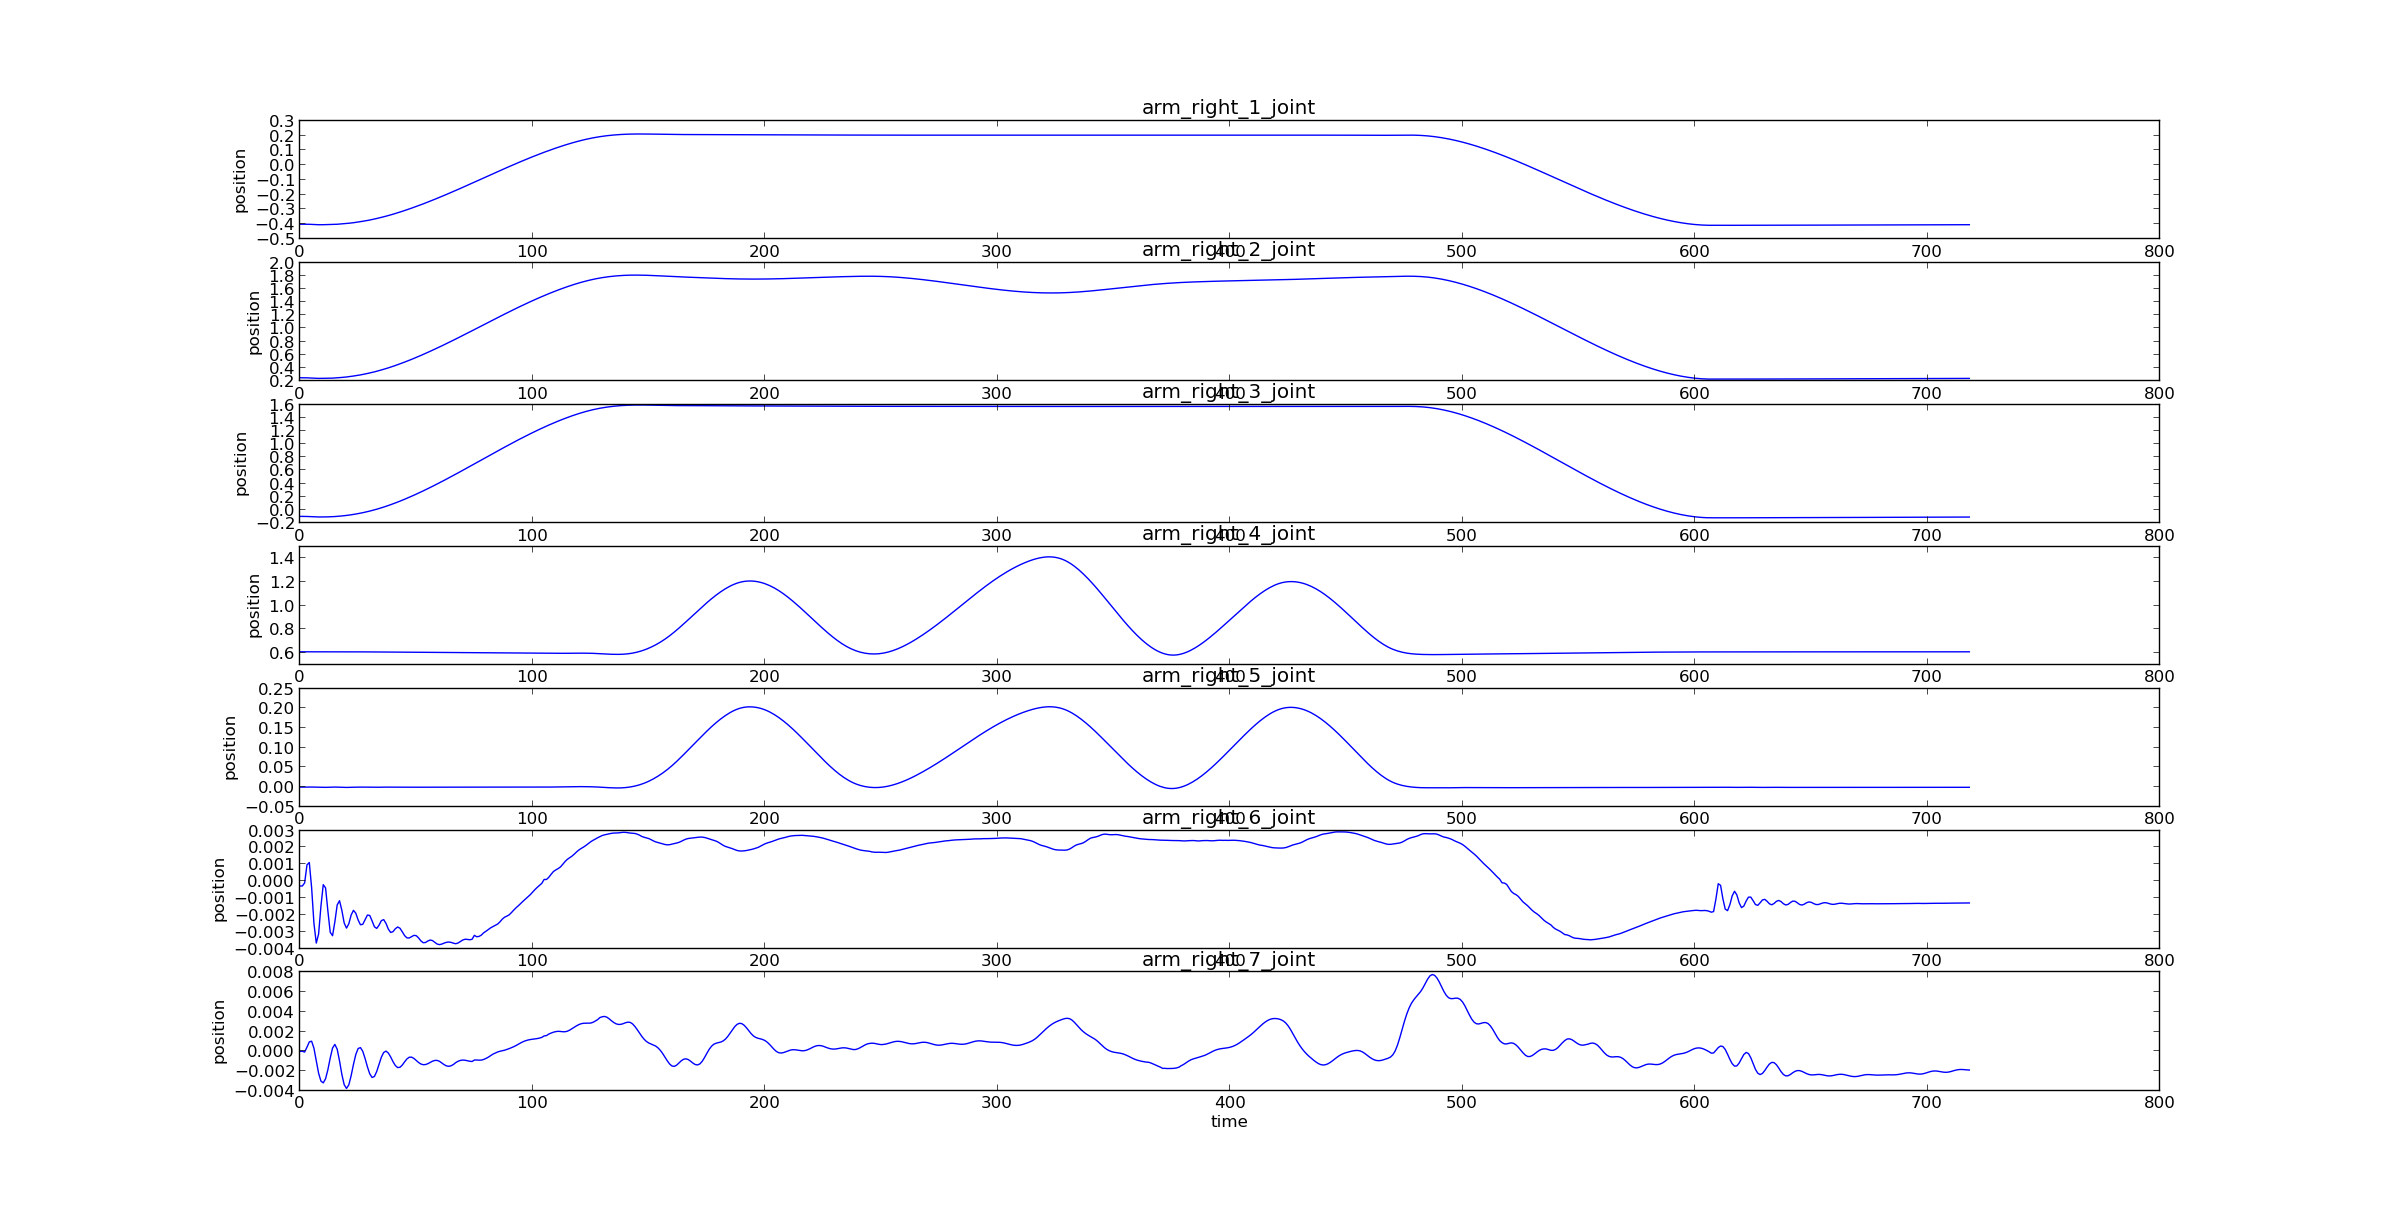 arm_right_1_joint
position
0.3
0.2
0.1
0.0
−0.1
−0.2
−0.3
−0.4
−0.5
0 100 200 300 400 500 600 700 800
arm_right_2_joint
position
2.0
1.8
1.6
1.4
1.2
1.0
0.8
0.6
0.4
0.2
0 100 200 300 400 500 600 700 800
arm_right_3_joint
position
1.6
1.4
1.2
1.0
0.8
0.6
0.4
0.2
0.0
−0.2
0 100 200 300 400 500 600 700 800
arm_right_4_joint
position
1.4
1.2
1.0
0.8
0.6
0 100 200 300 400 500 600 700 800
arm_right_5_joint
position
0.25
0.20
0.15
0.10
0.05
0.00
−0.05
0 100 200 300 400 500 600 700 800
arm_right_6_joint
position
0.003
0.002
0.001
0.000
−0.001
−0.002
−0.003
−0.004
0 100 200 300 400 500 600 700 800
arm_right_7_joint
position
0.008
0.006
0.004
0.002
0.000
−0.002
−0.004
0 100 200 300 400 500 600 700 800
time